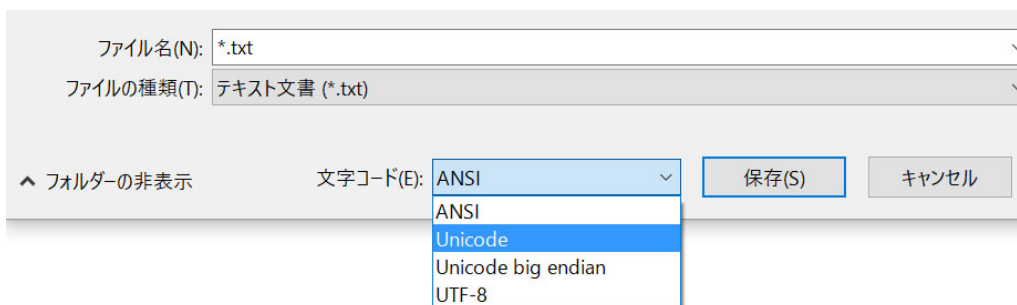 ファイル名(N): *.txt
ファイルの種類(T): テキスト文書 (*.txt)
フォルダーの非表示 文字コード(E): ANSI 保存(S) キャンセル
ANSI
Unicode
Unicode big endian
UTF-8